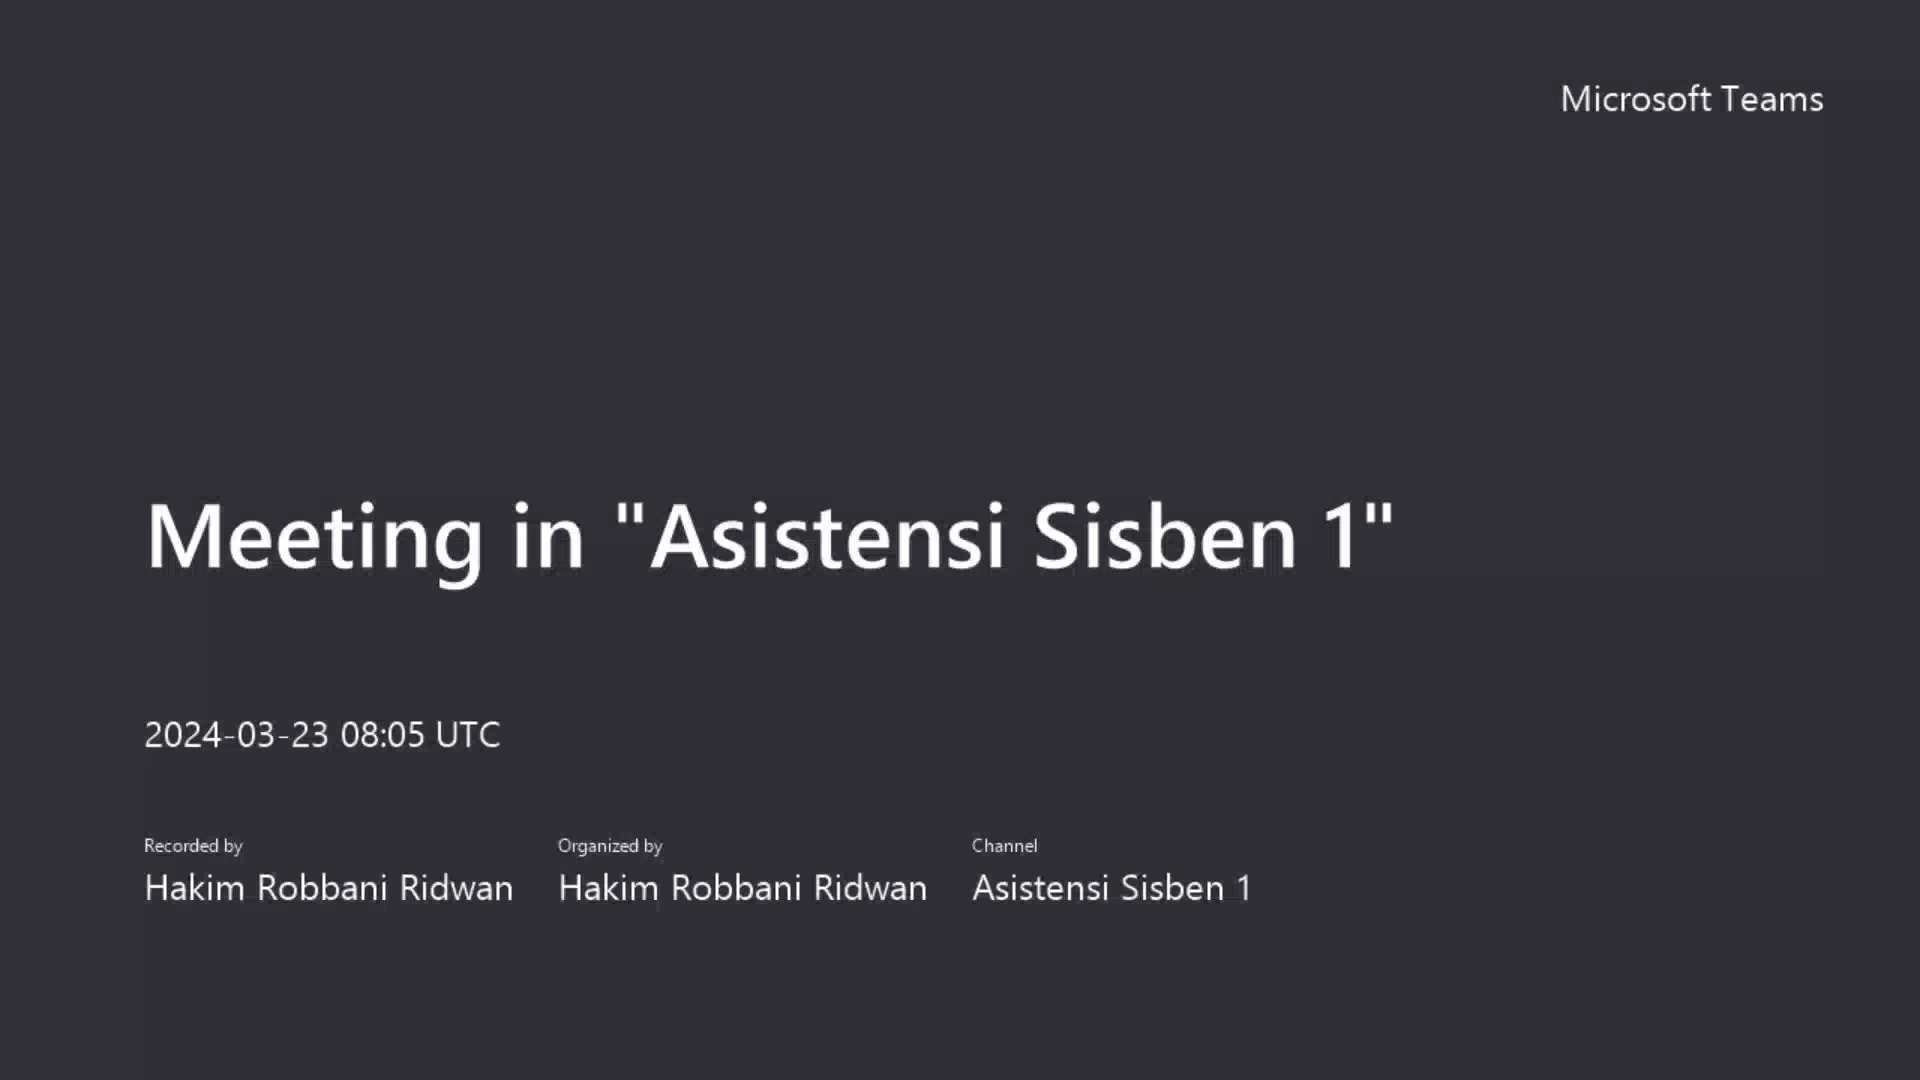 Microsoft Teams
Meeting in "Asistensi Sisben 1"
2024-03-23 08:05 UTC
Recorded by
Hakim Robbani Ridwan
Organized by
Hakim Robbani Ridwan
Channel
Asistensi Sisben 1